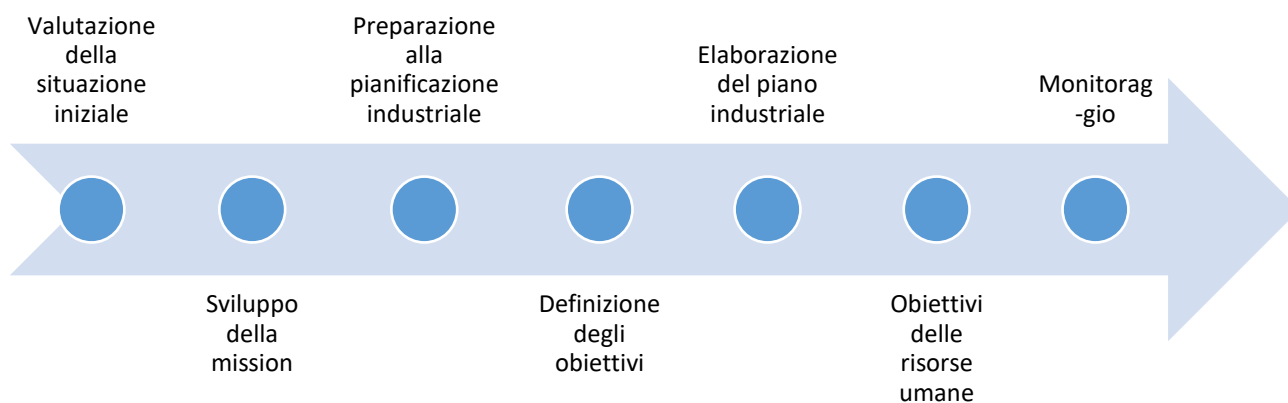 Valutazione
della
situazione
iniziale
Sviluppo
della
mission
Preparazione
alla
pianificazione
industriale
Definizione
degli
obiettivi
Elaborazione
del piano
industriale
Obiettivi
delle
risorse
umane
Monitorag
-gio